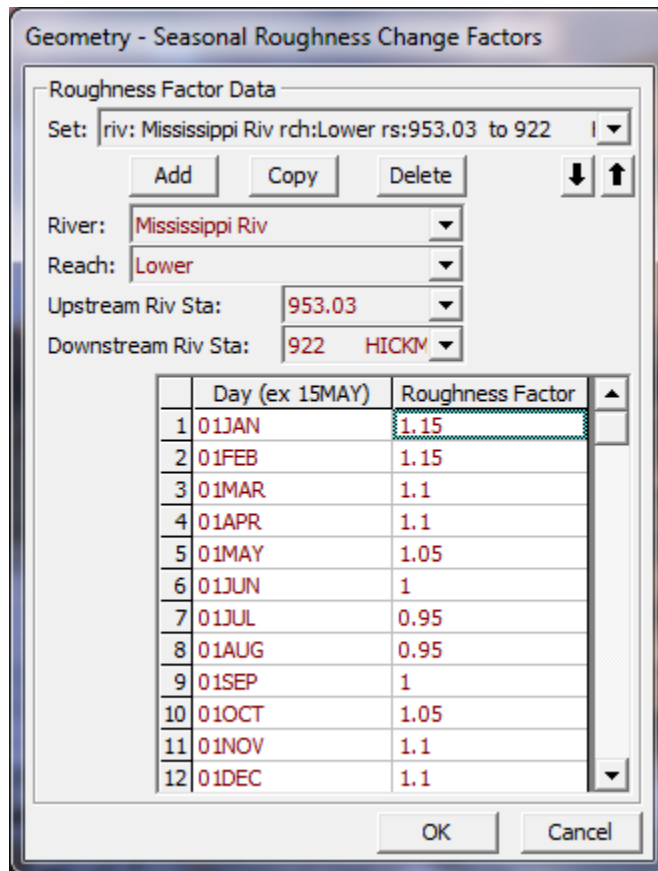 Geometry - Seasonal Roughness Change Factors
Roughness Factor Data
Set: riv: Mississippi Riv rch:Lower rs:953.03 to 922
Add Copy Delete
River: Mississippi Riv
Reach: Lower
Upstream Riv Sta: 953.03
Downstream Riv Sta: 922 HICKM
Day (ex 15MAY) Roughness Factor
1 01JAN 1.15
2 01FEB 1.15
3 01MAR 1.1
4 01APR 1.1
5 01MAY 1.05
6 01JUN 1
7 01JUL 0.95
8 01AUG 0.95
9 01SEP 1
10 01OCT 1.05
11 01NOV 1.1
12 01DEC 1.1
OK Cancel